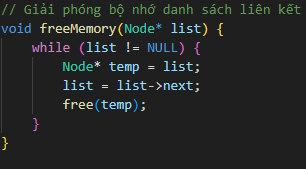 // Giải phóng bộ nhớ danh sách liên kết
void freeMemory(Node* list) {
    while (list != NULL) {
        Node* temp = list;
        list = list->next;
        free(temp);
    }
}